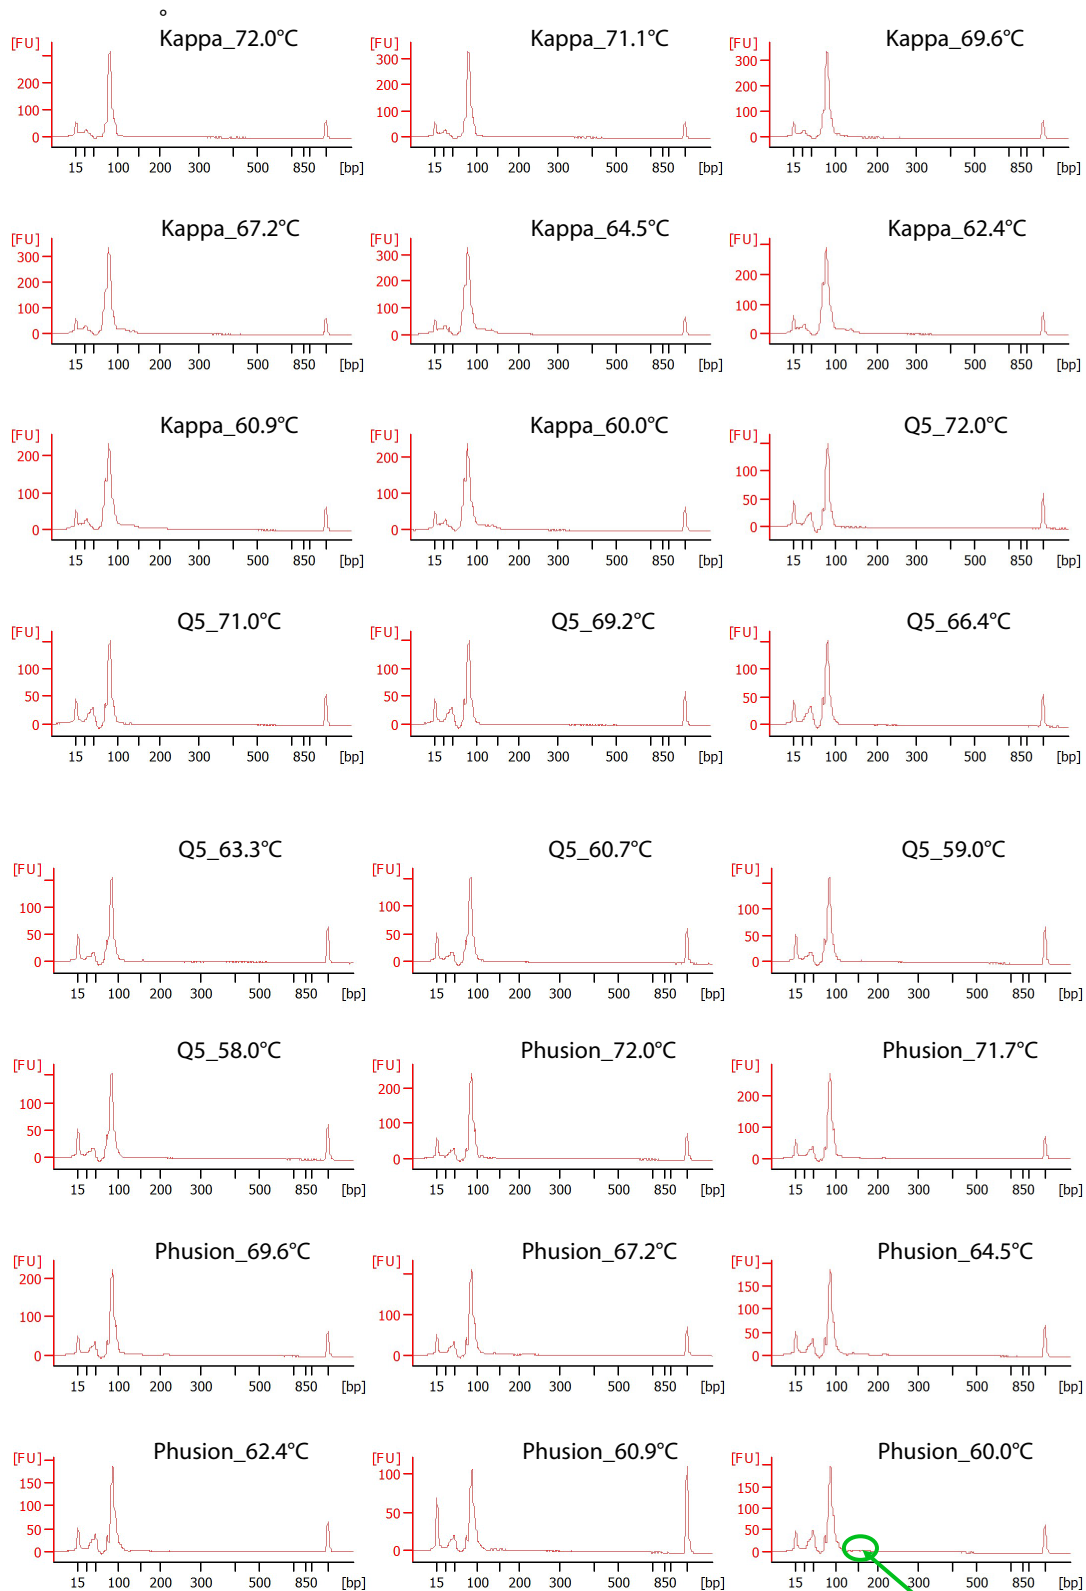 °
Kappa_72.0°C
[FU]
200
100
0
15 100 200 300 500 850 [bp]
Kappa_71.1°C
[FU]
300
200
100
0
15 100 200 300 500 850 [bp]
Kappa_69.6°C
[FU]
300
200
100
0
15 100 200 300 500 850 [bp]
Kappa_67.2°C
[FU]
300
200
100
0
15 100 200 300 500 850 [bp]
Kappa_64.5°C
[FU]
300
200
100
0
15 100 200 300 500 850 [bp]
Kappa_62.4°C
[FU]
200
100
0
15 100 200 300 500 850 [bp]
Kappa_60.9°C
[FU]
200
100
0
15 100 200 300 500 850 [bp]
Kappa_60.0°C
[FU]
200
100
0
15 100 200 300 500 850 [bp]
Q5_72.0°C
[FU]
100
50
0
15 100 200 300 500 850 [bp]
Q5_71.0°C
[FU]
100
50
0
15 100 200 300 500 850 [bp]
Q5_69.2°C
[FU]
100
50
0
15 100 200 300 500 850 [bp]
Q5_66.4°C
[FU]
100
50
0
15 100 200 300 500 850 [bp]
Q5_63.3°C
[FU]
100
50
0
15 100 200 300 500 850 [bp]
Q5_60.7°C
[FU]
100
50
0
15 100 200 300 500 850 [bp]
Q5_59.0°C
[FU]
100
50
0
15 100 200 300 500 850 [bp]
Q5_58.0°C
[FU]
100
50
0
15 100 200 300 500 850 [bp]
Phusion_72.0°C
[FU]
200
100
0
15 100 200 300 500 850 [bp]
Phusion_71.7°C
[FU]
200
100
0
15 100 200 300 500 850 [bp]
Phusion_69.6°C
[FU]
200
100
0
15 100 200 300 500 850 [bp]
Phusion_67.2°C
[FU]
100
0
15 100 200 300 500 850 [bp]
Phusion_64.5°C
[FU]
150
100
50
0
15 100 200 300 500 850 [bp]
Phusion_62.4°C
[FU]
150
100
50
0
15 100 200 300 500 850 [bp]
Phusion_60.9°C
[FU]
100
50
0
15 100 200 300 500 850 [bp]
Phusion_60.0°C
[FU]
150
100
50
0
15 100 200 300 500 850 [bp]